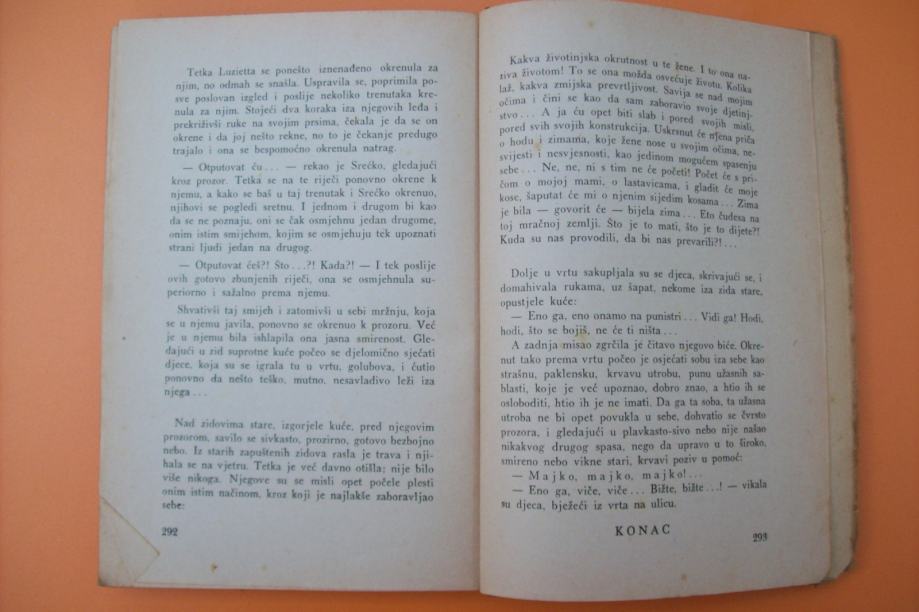 Tetka Luzietta se ponešto iznenađeno okrenula za
njim, no odmah se snašla. Uspravila se, poprimila po-
sve poslovan izgled i poslije nekoliko trenutaka kre-
nula za njim. Stojeći dva koraka iza njegovih leđa i
prekriživši ruke na svojim prsima, čekala je da se on
okrene i da joj nešto rekne, no to je čekanje predugo
trajalo i ona se bespomoćno okrenula natrag.
— Otputovat ću... — rekao je Srećko, gledajući
kroz prozor. Tetka se na te riječi ponovno okrene k
njemu, a kako se baš u taj trenutak i Srećko okrenuo,
njihovi se pogledi sretnu. I jednom i drugom bi kao
da se ne poznaju, oni se čak osmjehnu jedan drugome,
onim istim smijehom, kojim se osmjehuju tek upoznati
strani ljudi jedan na drugog.
— Otputovat ćeš?! Što...?! Kada?! — I tek poslije
ovih gotovo zbunjenih riječi, ona se osmjehnula su-
periorno i sažalno prema njemu.
Shvativši taj smijeh i zatomivši u sebi mržnju, koja
se u njemu javila, ponovno se okrenuo k prozoru. Već
je u njemu bila ishlapila ona jasna smirenost. Gle-
dajući u zid suprotne kuće počeo se djelomično sjećati
djece, koja su se igrala tu u vrtu, golubova, i ćutio
ponovno da nešto teško, mutno, nesavladivo leži iza
njega...
Nad zidovima stare, izgorjele kuće, pred njegovim
prozorom, savilo se sivkasto, prozirno, gotovo bezbojno
nebo. Iz starih zapuštenih zidova rasla je trava i nji-
hala se na vjetru. Tetka je već davno otišla; nije bilo
više nikoga. Njegove su se misli opet počele plesti
onim istim načinom, kroz koji je najlakše zaboravljao
sebe:
292
Kakva životinjska okrutnost u te žene. I to ona na-
ziva životom! To se ona možda osvećuje životu. Kolika
laž, kakva zmijska prevrtljivost. Savija se nad mojim
očima i čini se kao da sam zaboravio svoje djetinj-
stvo... A ja ću opet biti slab i pored svojih misli,
pored svih svojih konstrukcija. Uskrsnut će njena priča
o hodu i zimama, koje žene nose u svojim očima, ne-
svijesti i nesvjesnosti, kao jedinom mogućem spasenju
sebe... Ne, ne, ni s tim ne će početi! Počet će s pri-
čom o mojoj mami, o lastavicama, i gladit će moje
kose, šaputat će mi o njenim sijedim kosama... Zima
je bila — govorit će — bijela zima... Eto čudesa na
toj mračnoj zemlji. Što je to mati, što je to dijete?!
Kuda su nas provodili, da bi nas prevarili?!...
Dolje u vrtu sakupljala su se djeca, skrivajući se, i
domahivala rukama, uz šapat, nekome iza zida stare,
opustjele kuće:
— Eno ga, eno onamo na punistri... Vidi ga! Hodi,
hodi, što se bojiš, ne će ti ništa...
A zadnja misao zgrčila je čitavo njegovo biće. Okre-
nut tako prema vrtu počeo je osjećati sobu iza sebe kao
strašnu, paklensku, krvavu utrobu, punu užasnih sa-
blasti, koje je već upoznao, dobro znao, a htio ih se
osloboditi, htio ih je ne imati. Da ga ta soba, ta užasna
utroba ne bi opet povukla u sebe, dohvatio se čvrsto
prozora, i gledajući u plavkasto-sivo nebo nije našao
nikakvog drugog spasa, nego da upravo u to široko,
smireno nebo vikne stari, krvavi poziv u pomoć:
— Majko, majko, majko!...
— Eno ga, viče, viče... Bižte, bižte...! — vikala
su djeca, bježeći iz vrta na ulicu.
KONAC
293